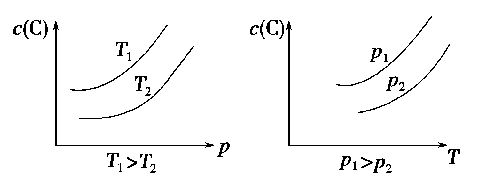 c(C)
T₁
T₂
p
T₁>T₂
c(C)
p₁
p₂
T
p₁>p₂